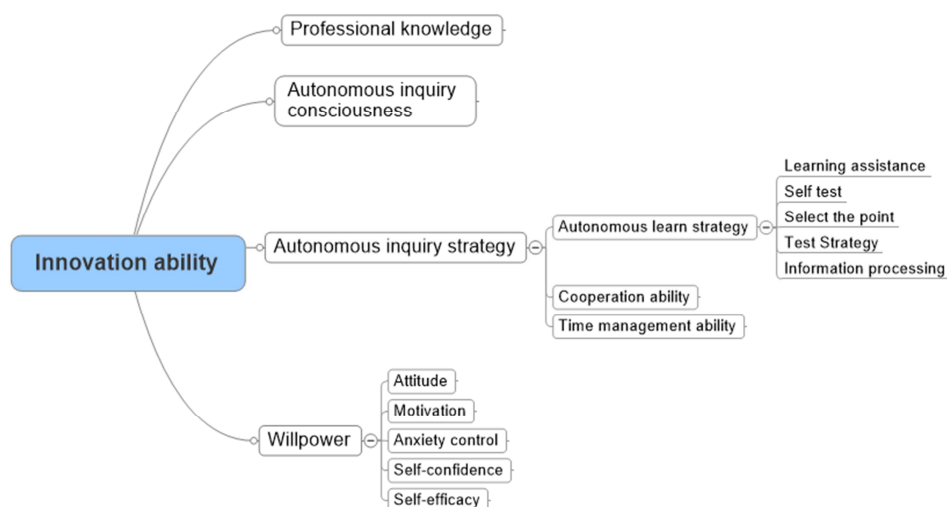 Professional knowledge
Autonomous inquiry
consciousness
Innovation ability
Autonomous inquiry strategy
Autonomous learn strategy
Learning assistance
Self test
Select the point
Test Strategy
Information processing
Cooperation ability
Time management ability
Willpower
Attitude
Motivation
Anxiety control
Self-confidence
Self-efficacy